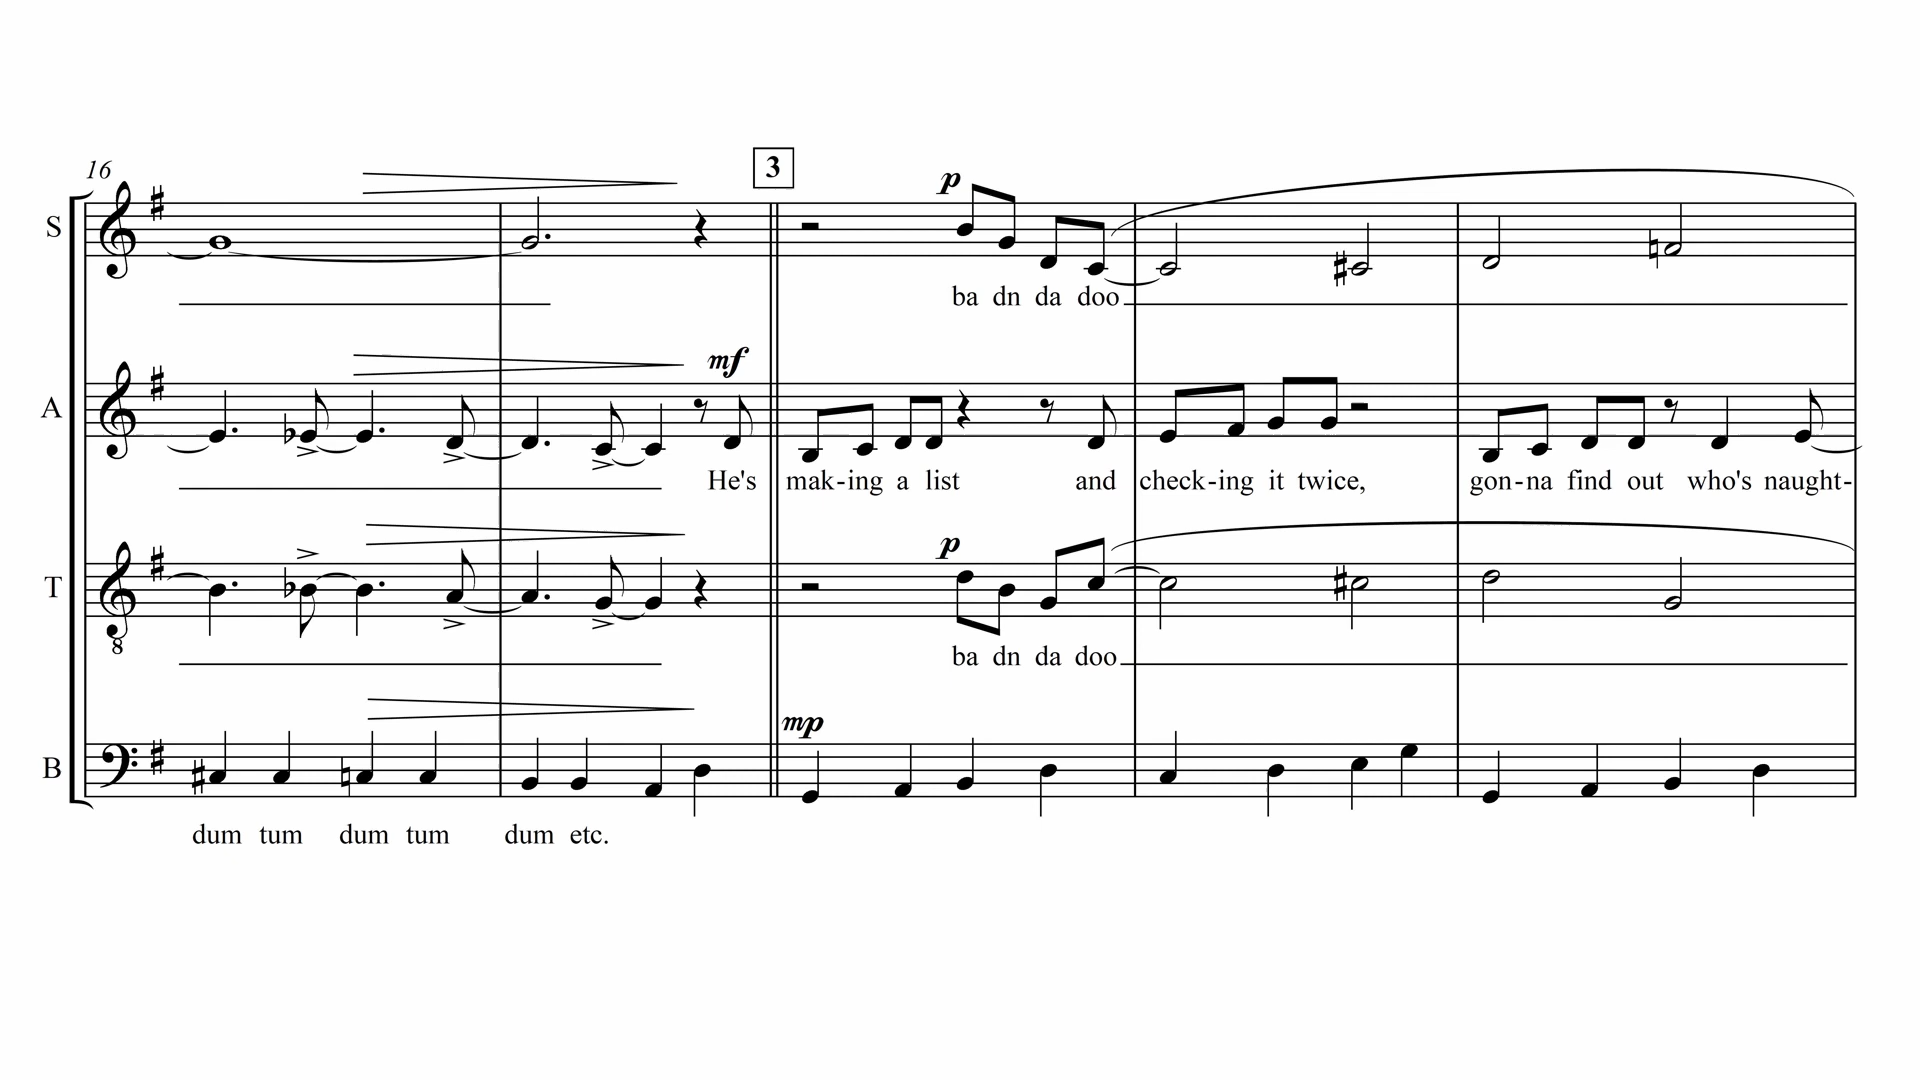 16
3
p
S
ba dn da doo
mf
A
He's mak-ing a list and check-ing it twice, gon-na find out who's naught-
p
T
8
ba dn da doo
mp
B
dum tum dum tum dum etc.